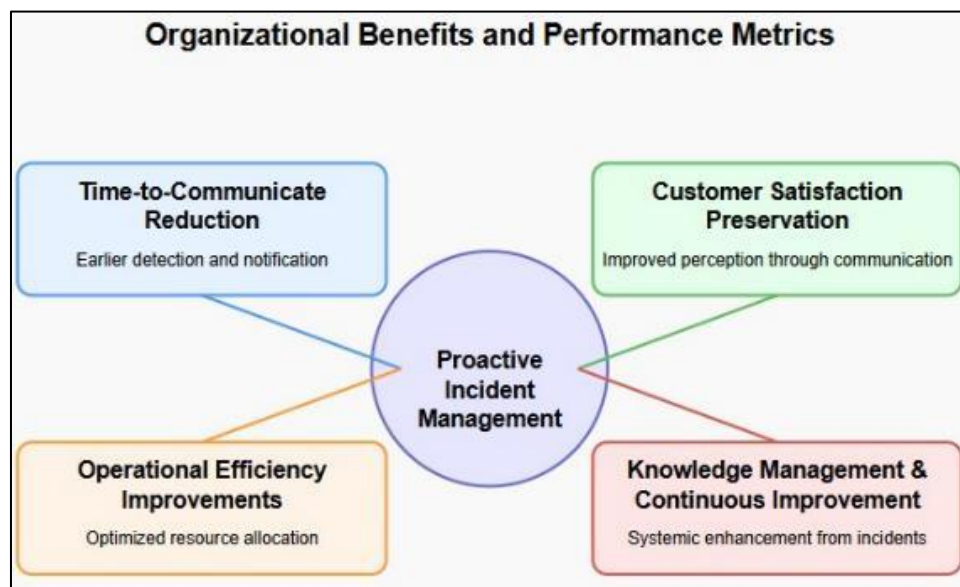 Organizational Benefits and Performance Metrics
Time-to-Communicate
Reduction
Earlier detection and notification
Customer Satisfaction
Preservation
Improved perception through communication
Proactive
Incident
Management
Operational Efficiency
Improvements
Optimized resource allocation
Knowledge Management &
Continuous Improvement
Systemic enhancement from incidents